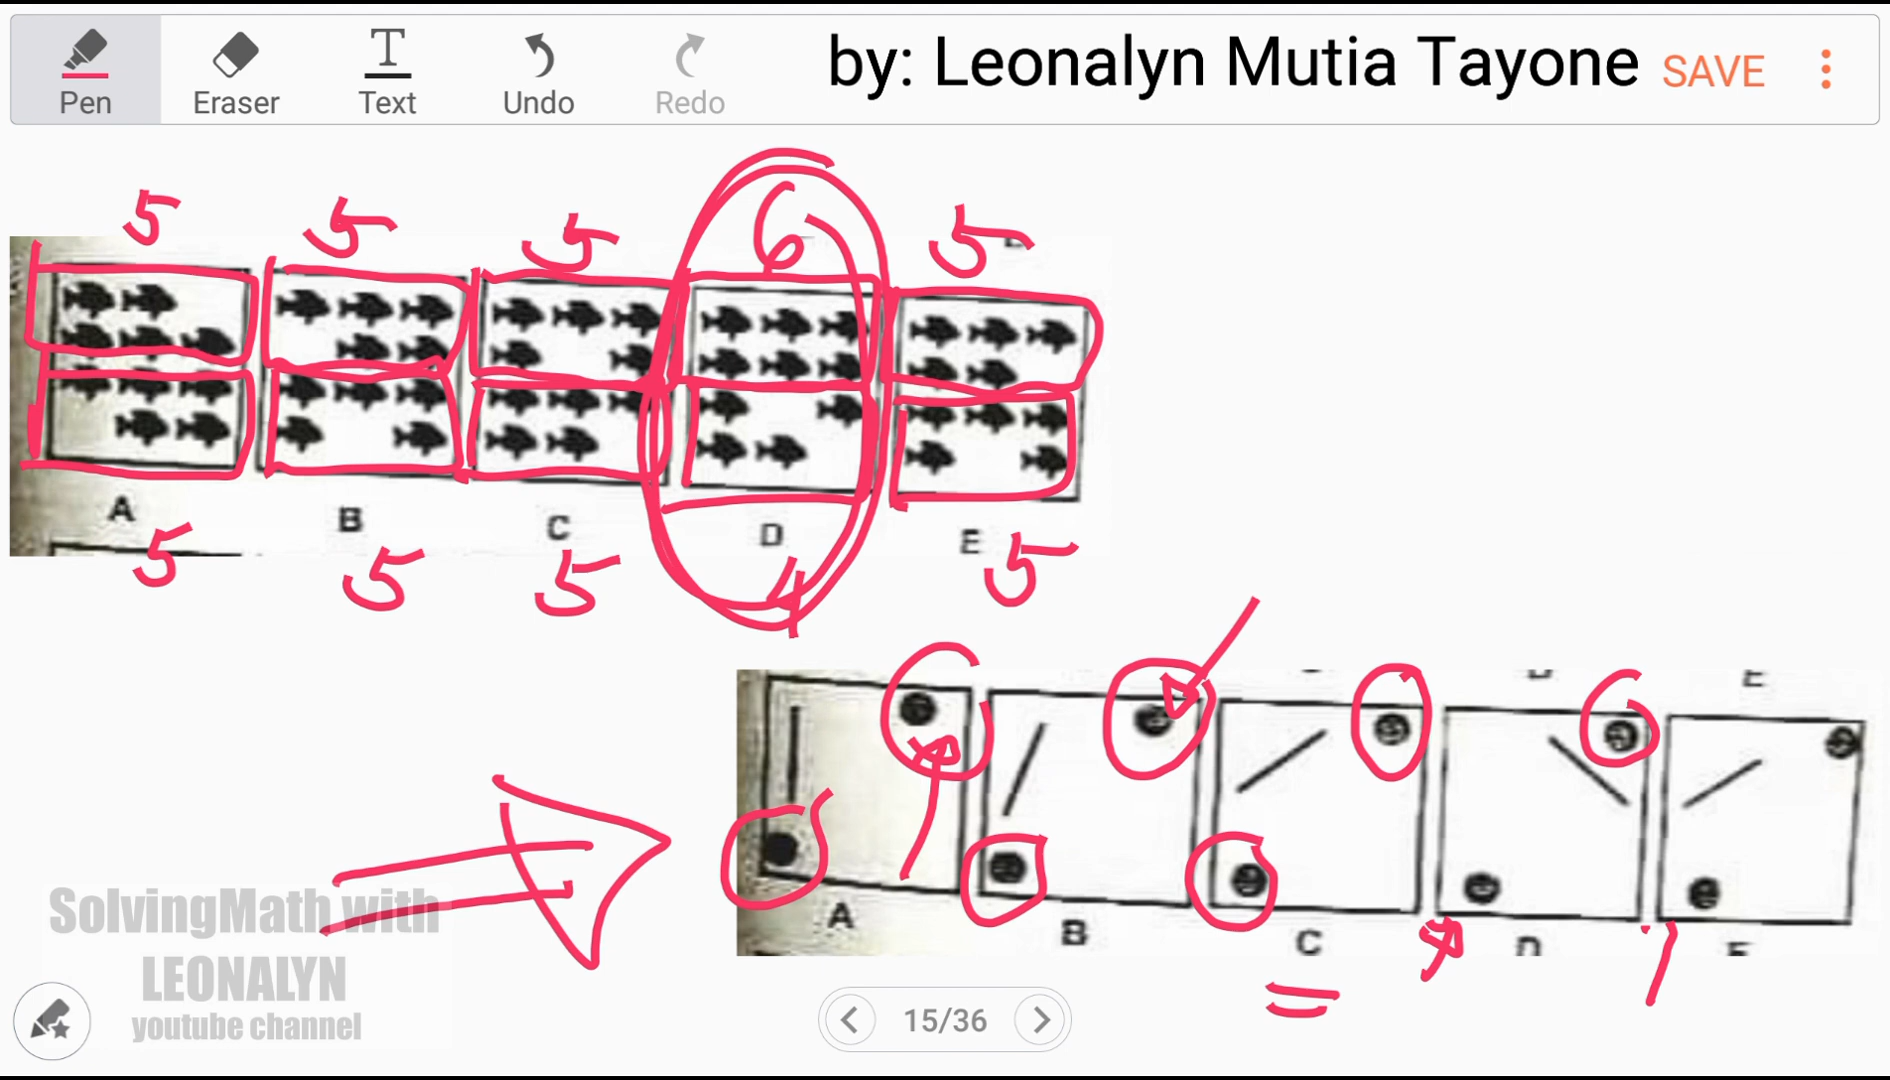 Pen Eraser Text Undo Redo by: Leonalyn Mutia Tayone SAVE
5 5 5 6 5
A B C D E
5 5 5 4 5
A B C D
SolvingMath with
LEONALYN
youtube channel
15/36